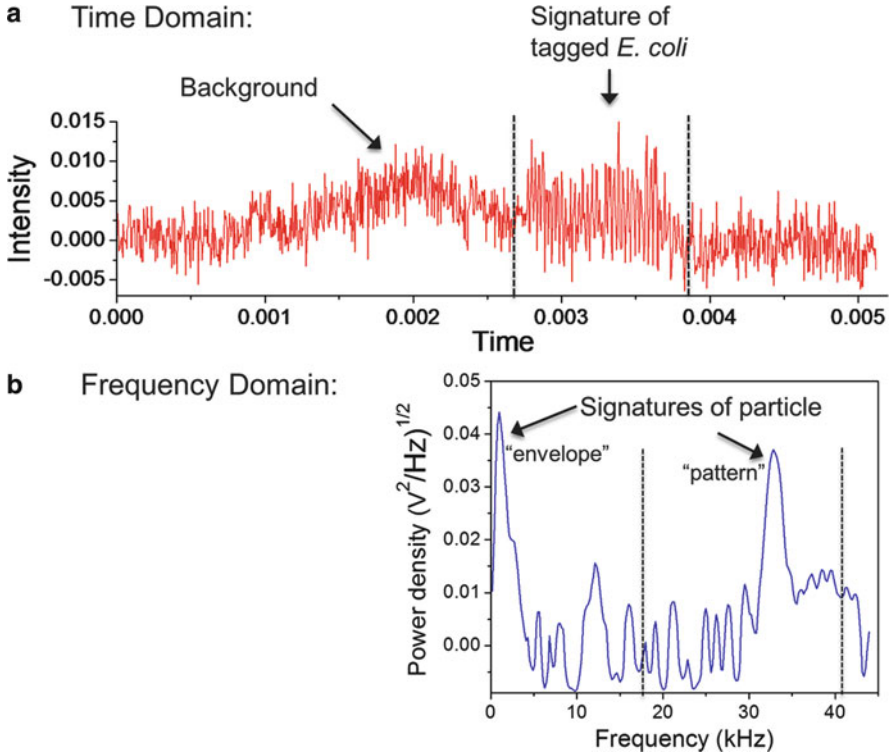 a Time Domain:
Signature of
tagged E. coli
Background
Intensity
0.015
0.010
0.005
0.000
-0.005
0.000 0.001 0.002 0.003 0.004 0.005
Time
b Frequency Domain:
Power density (V²/Hz)^1/2
0.05
0.04
0.03
0.02
0.01
0.00
Signatures of particle
“envelope” “pattern”
0 10 20 30 40
Frequency (kHz)